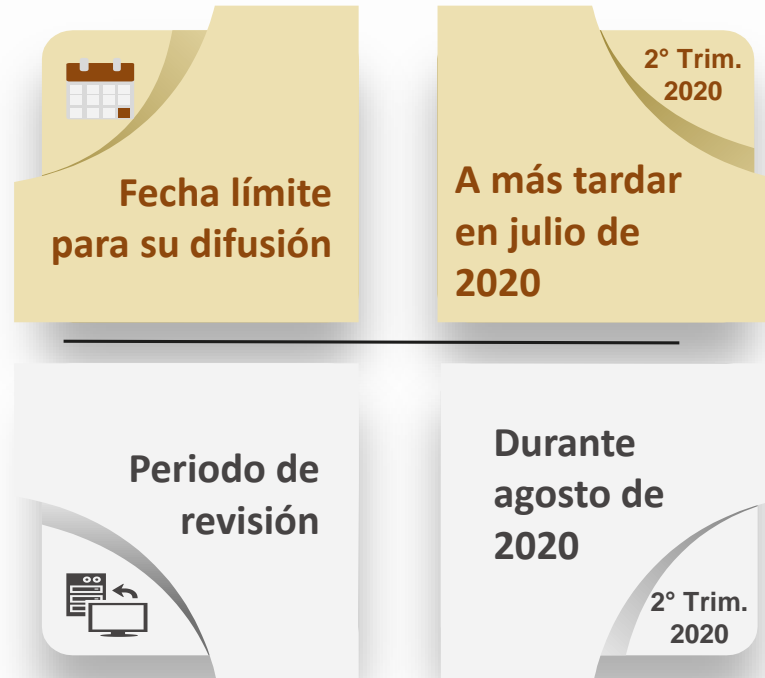 Fecha límite
para su difusión
2° Trim.
2020
A más tardar
en julio de
2020
Periodo de
revisión
Durante
agosto de
2020
2° Trim.
2020